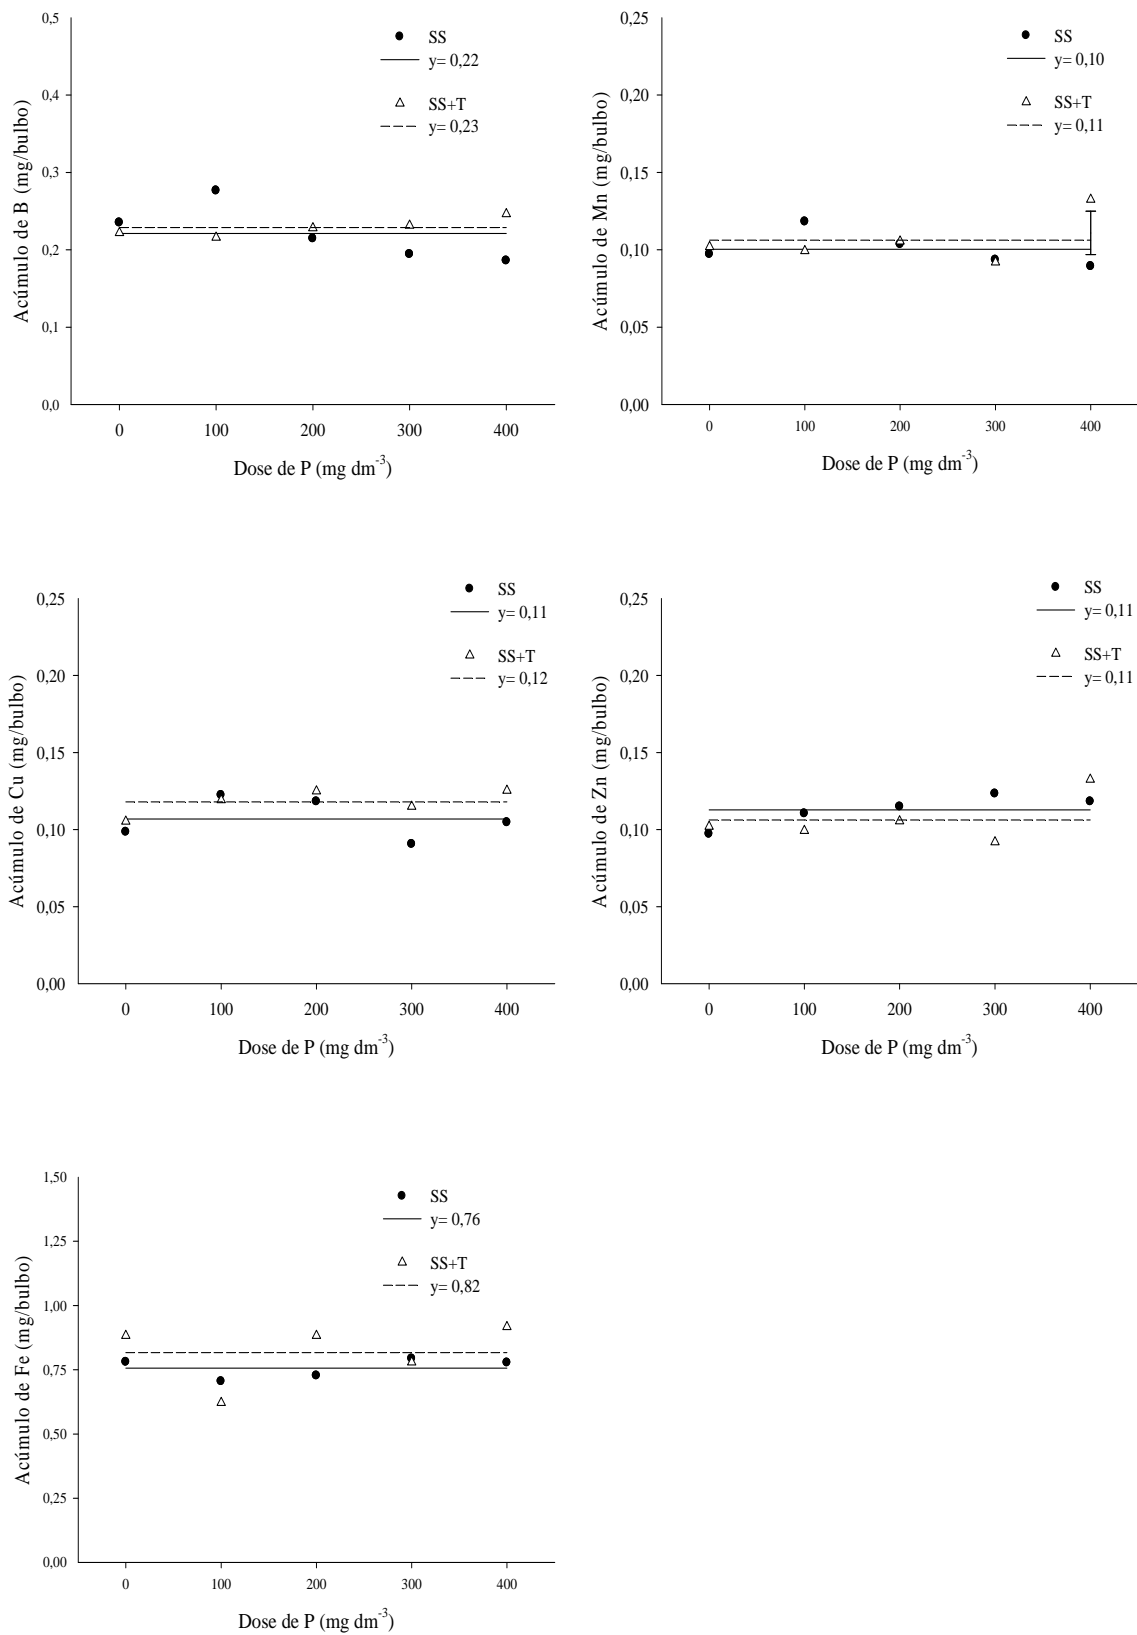 SS
y= 0,22
SS+T
y= 0,23
0,5
0,4
0,3
0,2
0,1
0,0
Acúmulo de B (mg/bulbo)
0 100 200 300 400
Dose de P (mg dm-3)
SS
y= 0,10
SS+T
y= 0,11
0,25
0,20
0,15
0,10
0,05
0,00
Acúmulo de Mn (mg/bulbo)
0 100 200 300 400
Dose de P (mg dm-3)
SS
y= 0,11
SS+T
y= 0,12
0,25
0,20
0,15
0,10
0,05
0,00
Acúmulo de Cu (mg/bulbo)
0 100 200 300 400
Dose de P (mg dm-3)
SS
y= 0,11
SS+T
y= 0,11
0,25
0,20
0,15
0,10
0,05
0,00
Acúmulo de Zn (mg/bulbo)
0 100 200 300 400
Dose de P (mg dm-3)
SS
y= 0,76
SS+T
y= 0,82
1,50
1,25
1,00
0,75
0,50
0,25
0,00
Acúmulo de Fe (mg/bulbo)
0 100 200 300 400
Dose de P (mg dm-3)